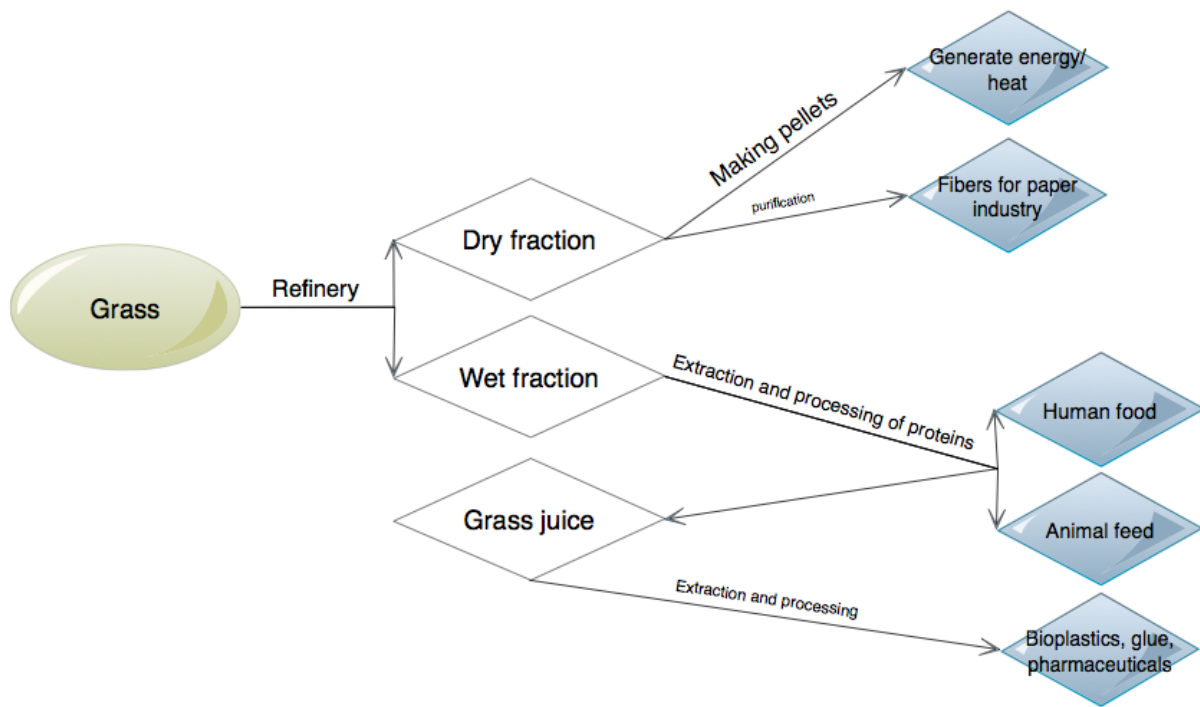 Grass
Refinery
Dry fraction
Making pellets
Generate energy/
heat
purification
Fibers for paper
industry
Wet fraction
Extraction and processing of proteins
Human food
Animal feed
Grass juice
Extraction and processing
Bioplastics, glue,
pharmaceuticals